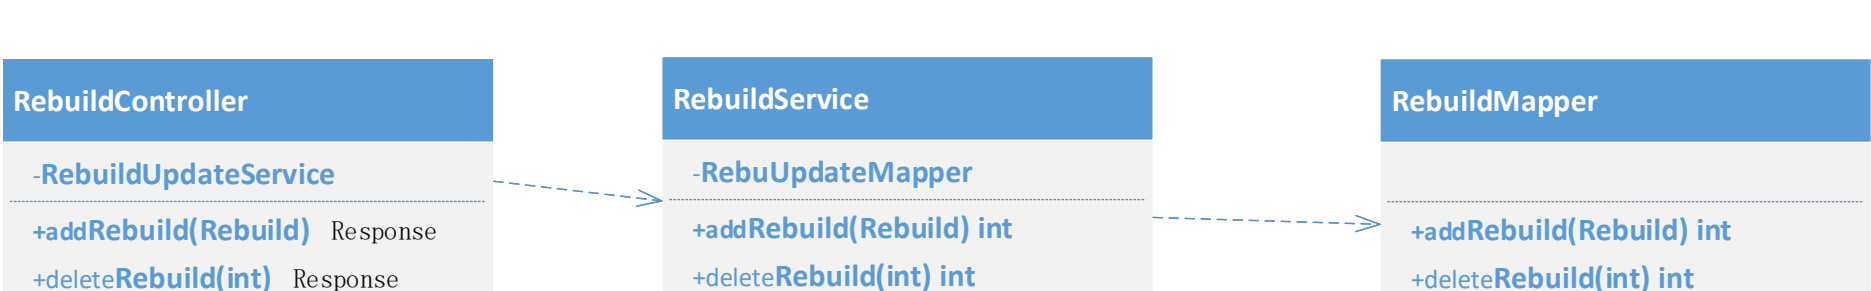 RebuildController
-RebuildUpdateService
+addRebuild(Rebuild) Response
+deleteRebuild(int) Response
RebuildService
-RebuUpdateMapper
+addRebuild(Rebuild) int
+deleteRebuild(int) int
RebuildMapper
+addRebuild(Rebuild) int
+deleteRebuild(int) int